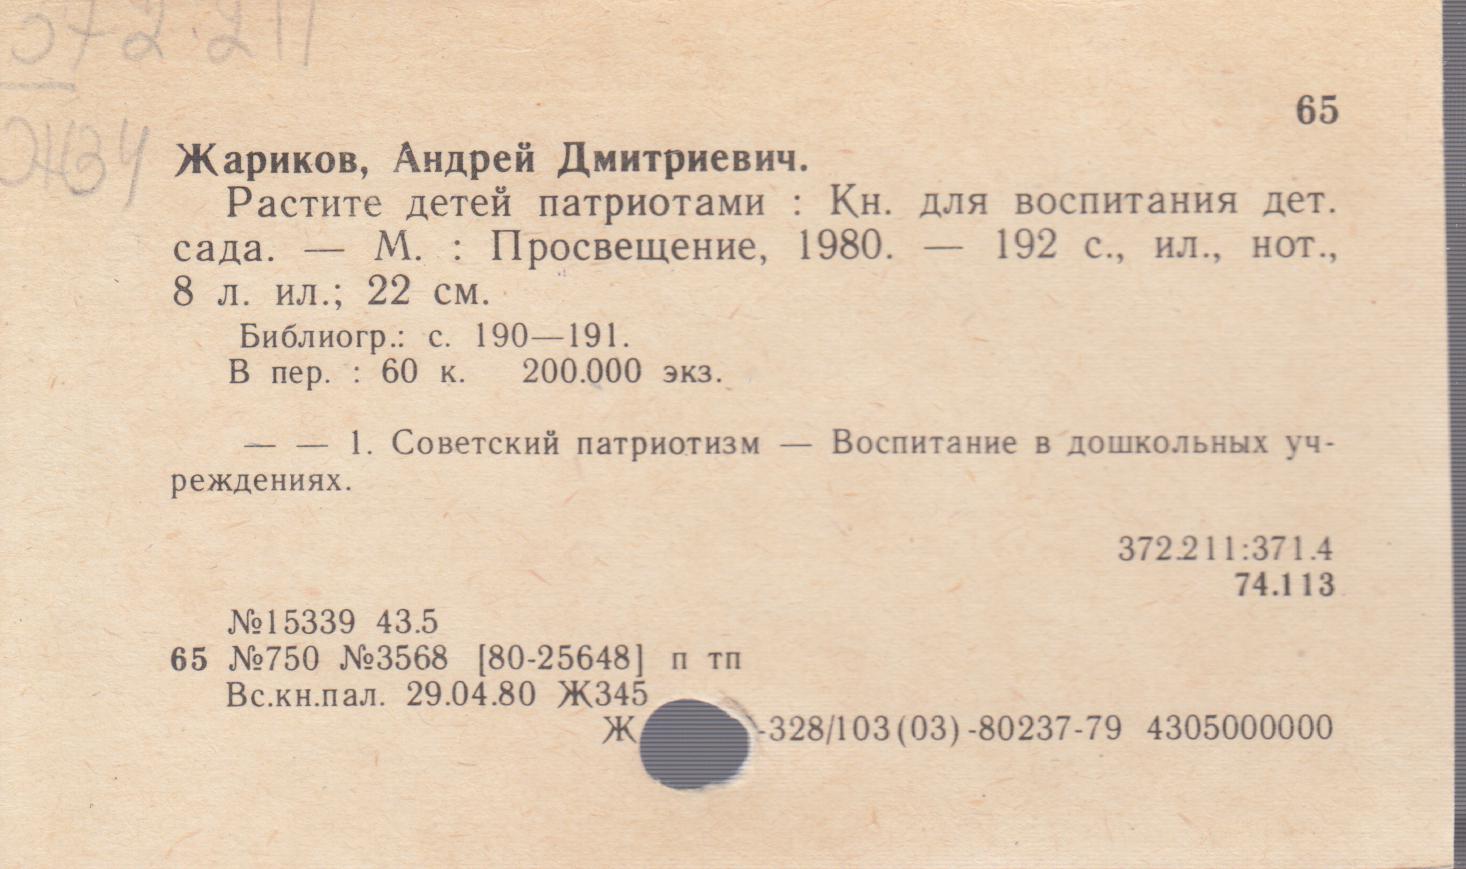 372.211
Ж34
65
Жариков, Андрей Дмитриевич.
Растите детей патриотами : Кн. для воспитания дет.
сада. — М. : Просвещение, 1980. — 192 с., ил., нот.,
8 л. ил.; 22 см.
Библиогр.: с. 190—191.
В пер. : 60 к. 200.000 экз.
— — 1. Советский патриотизм — Воспитание в дошкольных уч-
реждениях.
372.211:371.4
74.113
№15339 43.5
65 №750 №3568 [80-25648] п тп
Вс.кн.пал. 29.04.80 Ж345
Ж -328/103(03)-80237-79 4305000000